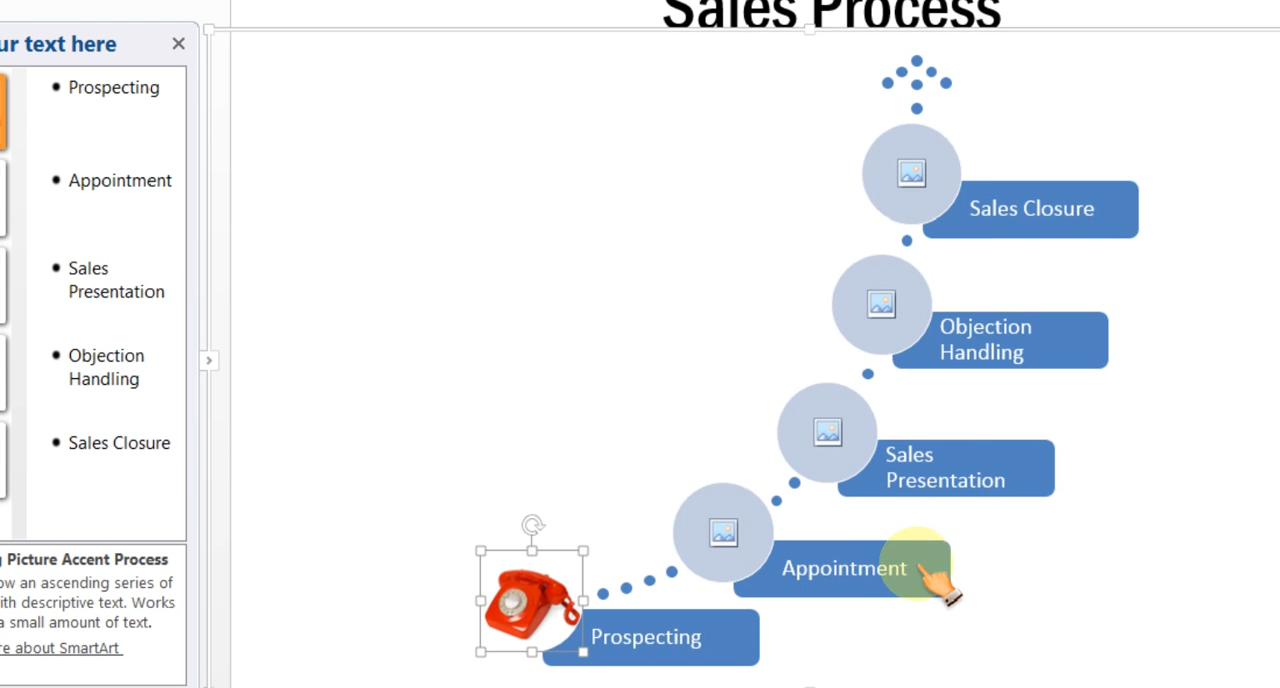 Sales Process
ur text here
Prospecting
Appointment
Sales
Presentation
Objection
Handling
Sales Closure
Picture Accent Process
ow an ascending series of
ith descriptive text. Works
a small amount of text.
re about SmartArt
Sales Closure
Objection
Handling
Sales
Presentation
Appointment
Prospecting